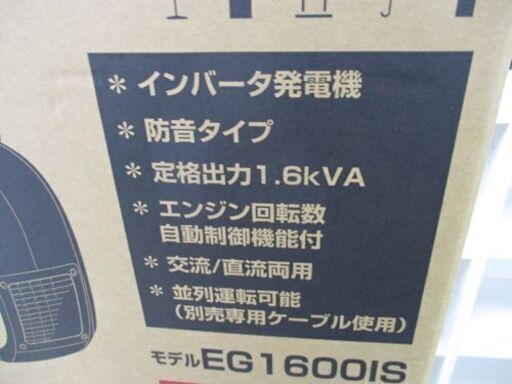 * インバータ発電機
* 防音タイプ
* 定格出力1.6kVA
* エンジン回転数
自動制御機能付
* 交流/直流両用
* 並列運転可能
(別売専用ケーブル使用)
モデルEG1600IS